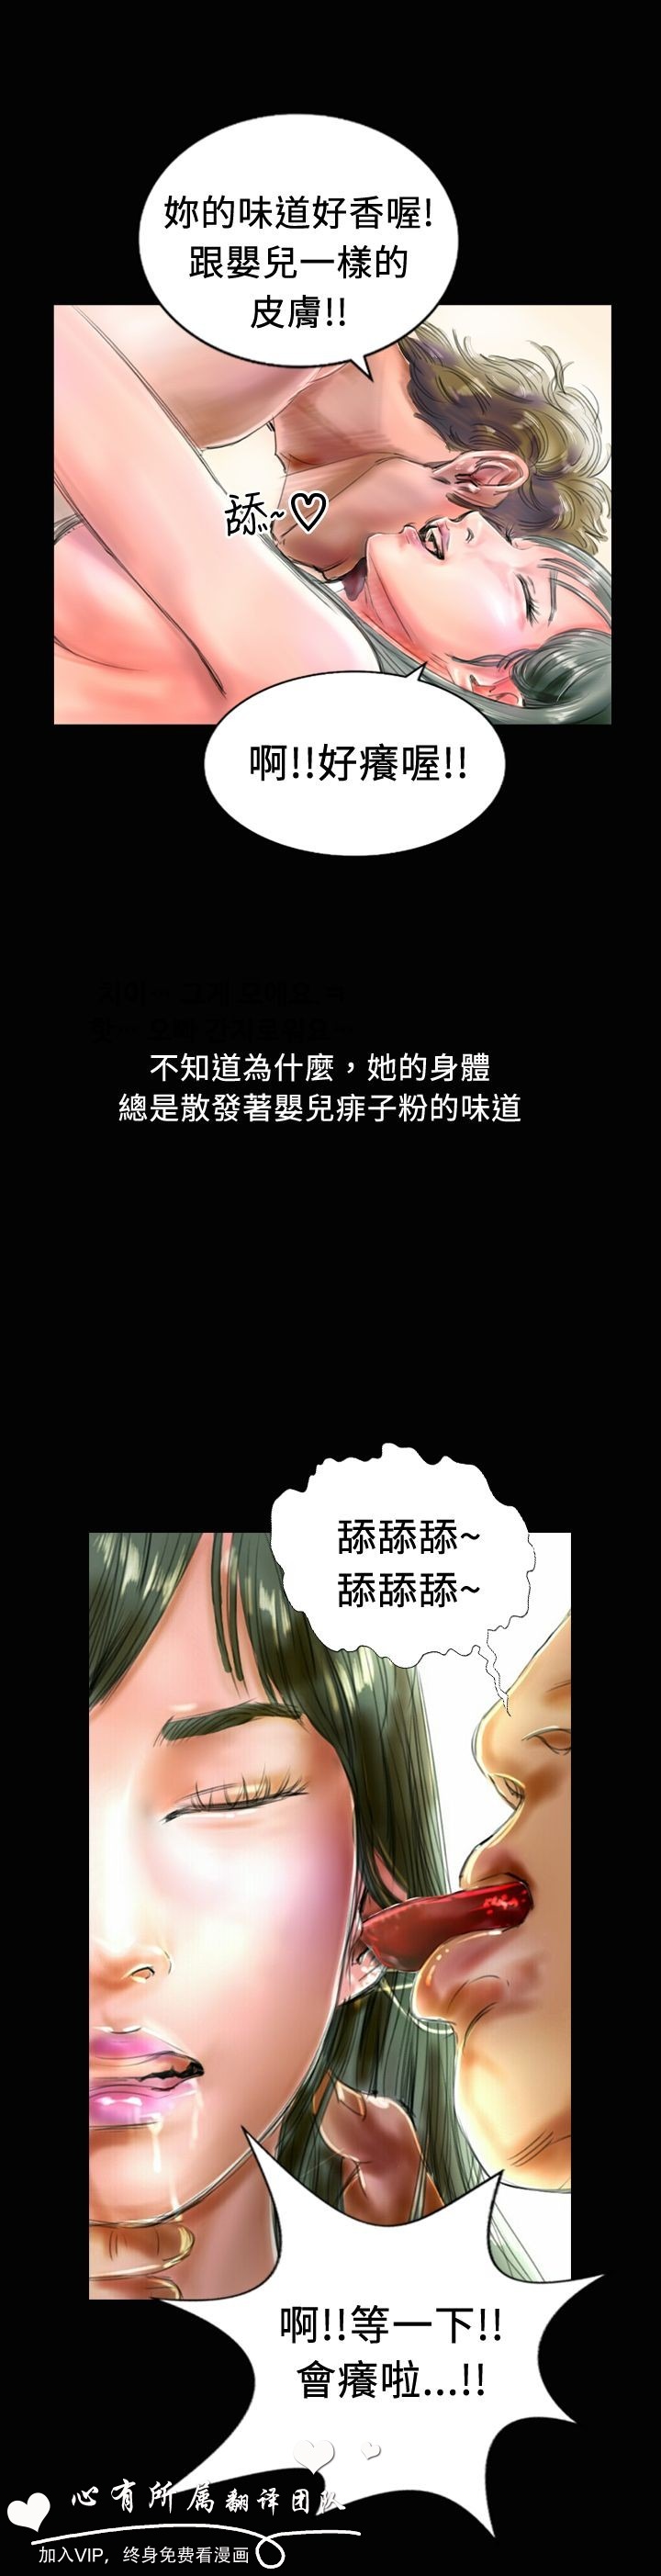 妳的味道好香喔!
跟嬰兒一樣的
皮膚!!
舔~♡
啊!!好癢喔!!
不知道為什麼，她的身體
總是散發著嬰兒痱子粉的味道
舔舔舔~
舔舔舔~
啊!!等一下!!
會癢啦...!!
心有所属翻译团队
加入VIP，终身免费看漫画